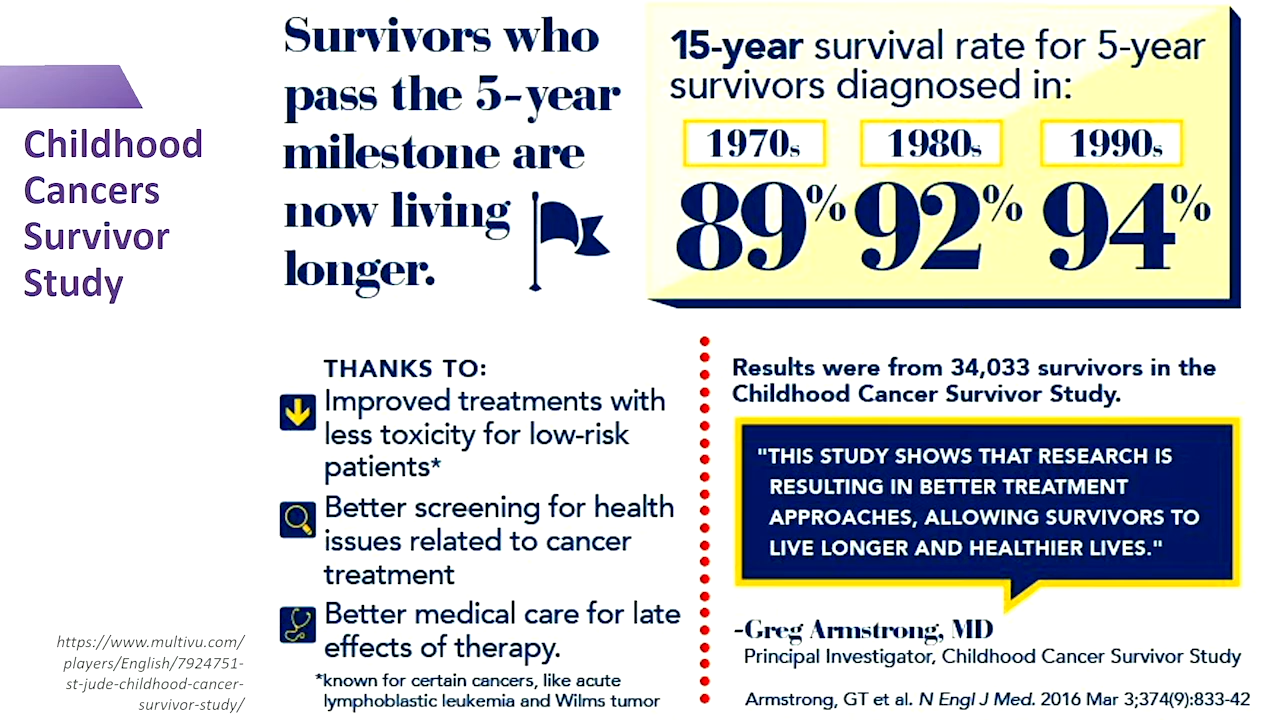 Childhood
Cancers
Survivor
Study
https://www.multivu.com/
players/English/7924751-
st-jude-childhood-cancer-
survivor-study/
Survivors who
pass the 5-year
milestone are
now living
longer.
15-year survival rate for 5-year
survivors diagnosed in:
1970s 1980s 1990s
89% 92% 94%
THANKS TO:
Improved treatments with
less toxicity for low-risk
patients*
Better screening for health
issues related to cancer
treatment
Better medical care for late
effects of therapy.
*known for certain cancers, like acute
lymphoblastic leukemia and Wilms tumor
Results were from 34,033 survivors in the
Childhood Cancer Survivor Study.
"THIS STUDY SHOWS THAT RESEARCH IS
RESULTING IN BETTER TREATMENT
APPROACHES, ALLOWING SURVIVORS TO
LIVE LONGER AND HEALTHIER LIVES."
-Greg Armstrong, MD
Principal Investigator, Childhood Cancer Survivor Study
Armstrong, GT et al. N Engl J Med. 2016 Mar 3;374(9):833-42